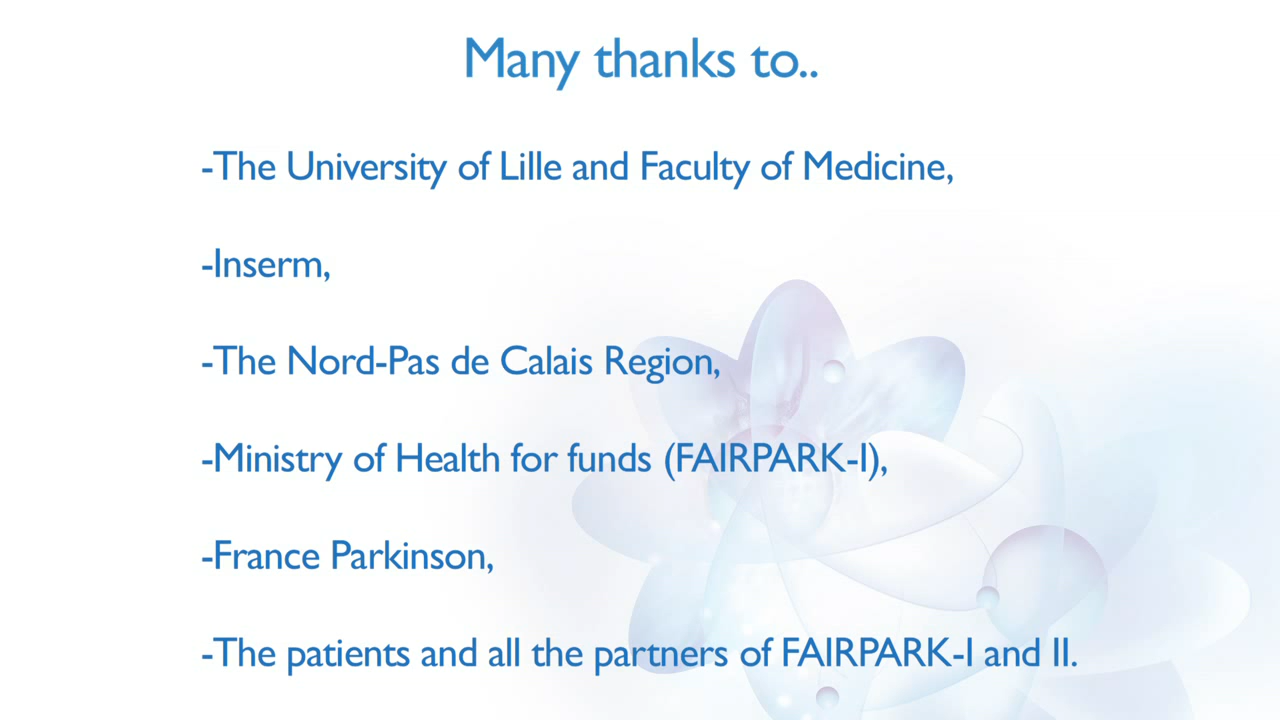 Many thanks to..
-The University of Lille and Faculty of Medicine,
-Inserm,
-The Nord-Pas de Calais Region,
-Ministry of Health for funds (FAIRPARK-I),
-France Parkinson,
-The patients and all the partners of FAIRPARK-I and II.